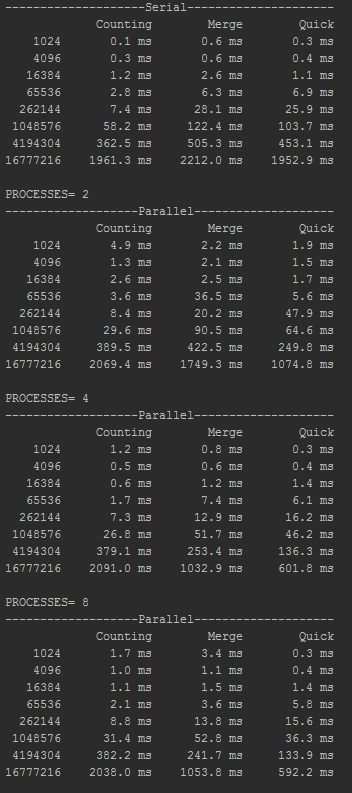 --------------------Serial----------------------
Counting Merge Quick
1024 0.1 ms 0.6 ms 0.3 ms
4096 0.3 ms 0.6 ms 0.4 ms
16384 1.2 ms 2.6 ms 1.1 ms
65536 2.8 ms 6.3 ms 6.9 ms
262144 7.4 ms 28.1 ms 25.9 ms
1048576 58.2 ms 122.4 ms 103.7 ms
4194304 362.5 ms 505.3 ms 453.1 ms
16777216 1961.3 ms 2212.0 ms 1952.9 ms
PROCESSES= 2
-------------------Parallel---------------------
Counting Merge Quick
1024 4.9 ms 2.2 ms 1.9 ms
4096 1.3 ms 2.1 ms 1.5 ms
16384 2.6 ms 2.5 ms 1.7 ms
65536 3.6 ms 36.5 ms 5.6 ms
262144 8.4 ms 20.2 ms 47.9 ms
1048576 29.6 ms 90.5 ms 64.6 ms
4194304 389.5 ms 422.5 ms 249.8 ms
16777216 2069.4 ms 1749.3 ms 1074.8 ms
PROCESSES= 4
-------------------Parallel---------------------
Counting Merge Quick
1024 1.2 ms 0.8 ms 0.3 ms
4096 0.5 ms 0.6 ms 0.4 ms
16384 0.6 ms 1.2 ms 1.4 ms
65536 1.7 ms 7.4 ms 6.1 ms
262144 7.3 ms 12.9 ms 16.2 ms
1048576 26.8 ms 51.7 ms 46.2 ms
4194304 379.1 ms 253.4 ms 136.3 ms
16777216 2091.0 ms 1032.9 ms 601.8 ms
PROCESSES= 8
-------------------Parallel---------------------
Counting Merge Quick
1024 1.7 ms 3.4 ms 0.3 ms
4096 1.0 ms 1.1 ms 0.4 ms
16384 1.1 ms 1.5 ms 1.4 ms
65536 2.1 ms 3.6 ms 5.8 ms
262144 8.8 ms 13.8 ms 15.6 ms
1048576 31.4 ms 52.8 ms 36.3 ms
4194304 382.2 ms 241.7 ms 133.9 ms
16777216 2038.0 ms 1053.8 ms 592.2 ms